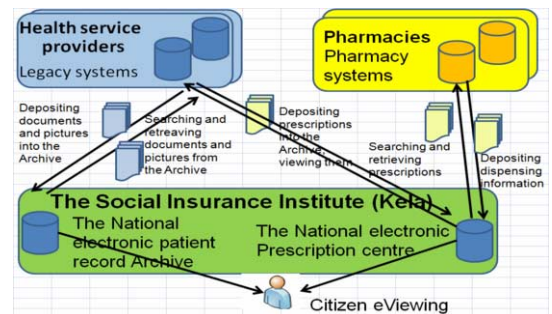 Health service
providers
Legacy systems
Pharmacies
Pharmacy
systems
Depositing
documents
and pictures
into the
Archive
Searching and
retreaving
documents and
pictures from
the Archive
Depositing
prescriptions
into the
Archive,
viewing them
Searching and
retrieving
prescriptions
Depositing
dispensing
information
The Social Insurance Institute (Kela)
The National
electronic patient
record Archive
The National electronic
Prescription centre
Citizen eViewing